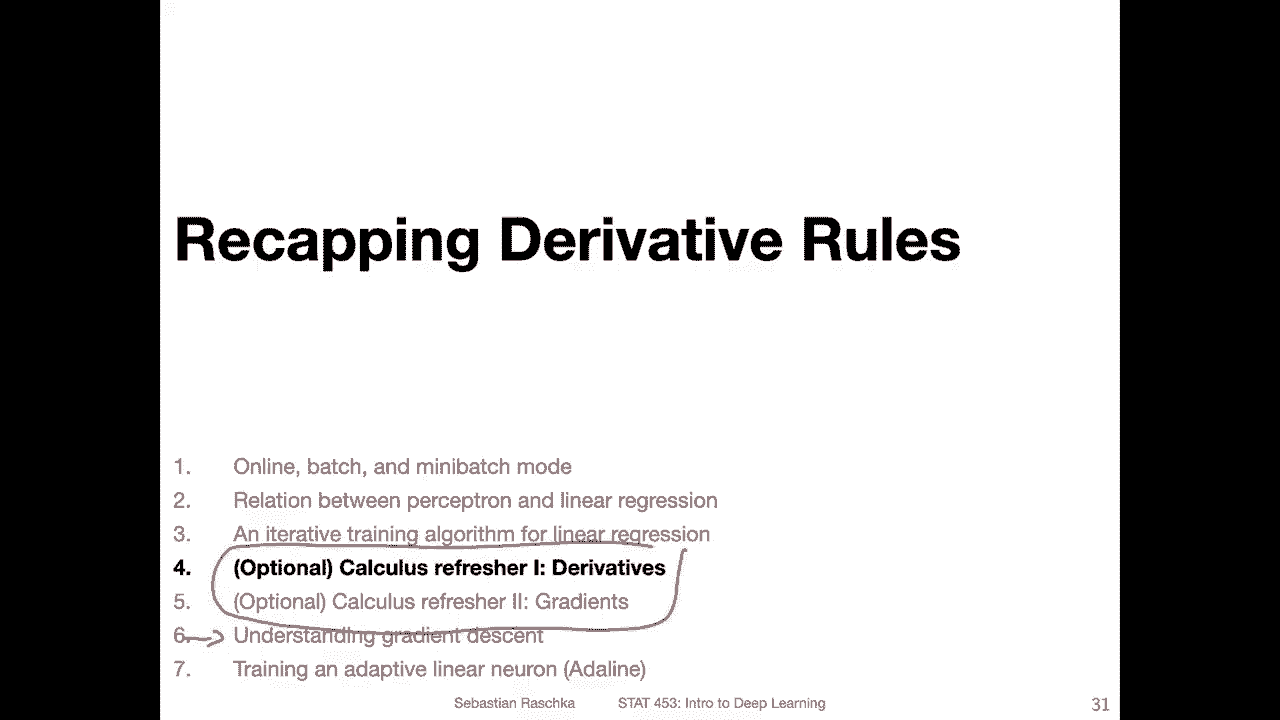 Recapping Derivative Rules
1. Online, batch, and minibatch mode
2. Relation between perceptron and linear regression
3. An iterative training algorithm for linear regression
4. (Optional) Calculus refresher I: Derivatives
5. (Optional) Calculus refresher II: Gradients
6. Understanding gradient descent
7. Training an adaptive linear neuron (Adaline)
Sebastian Raschka STAT 453: Intro to Deep Learning 31